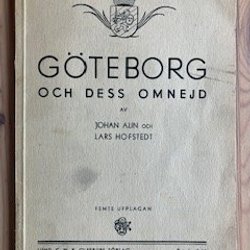 GÖTEBORG
OCH DESS OMNEJD
AV
JOHAN ALIN OCH
LARS HOFSTEDT
FEMTE UPPLAGAN